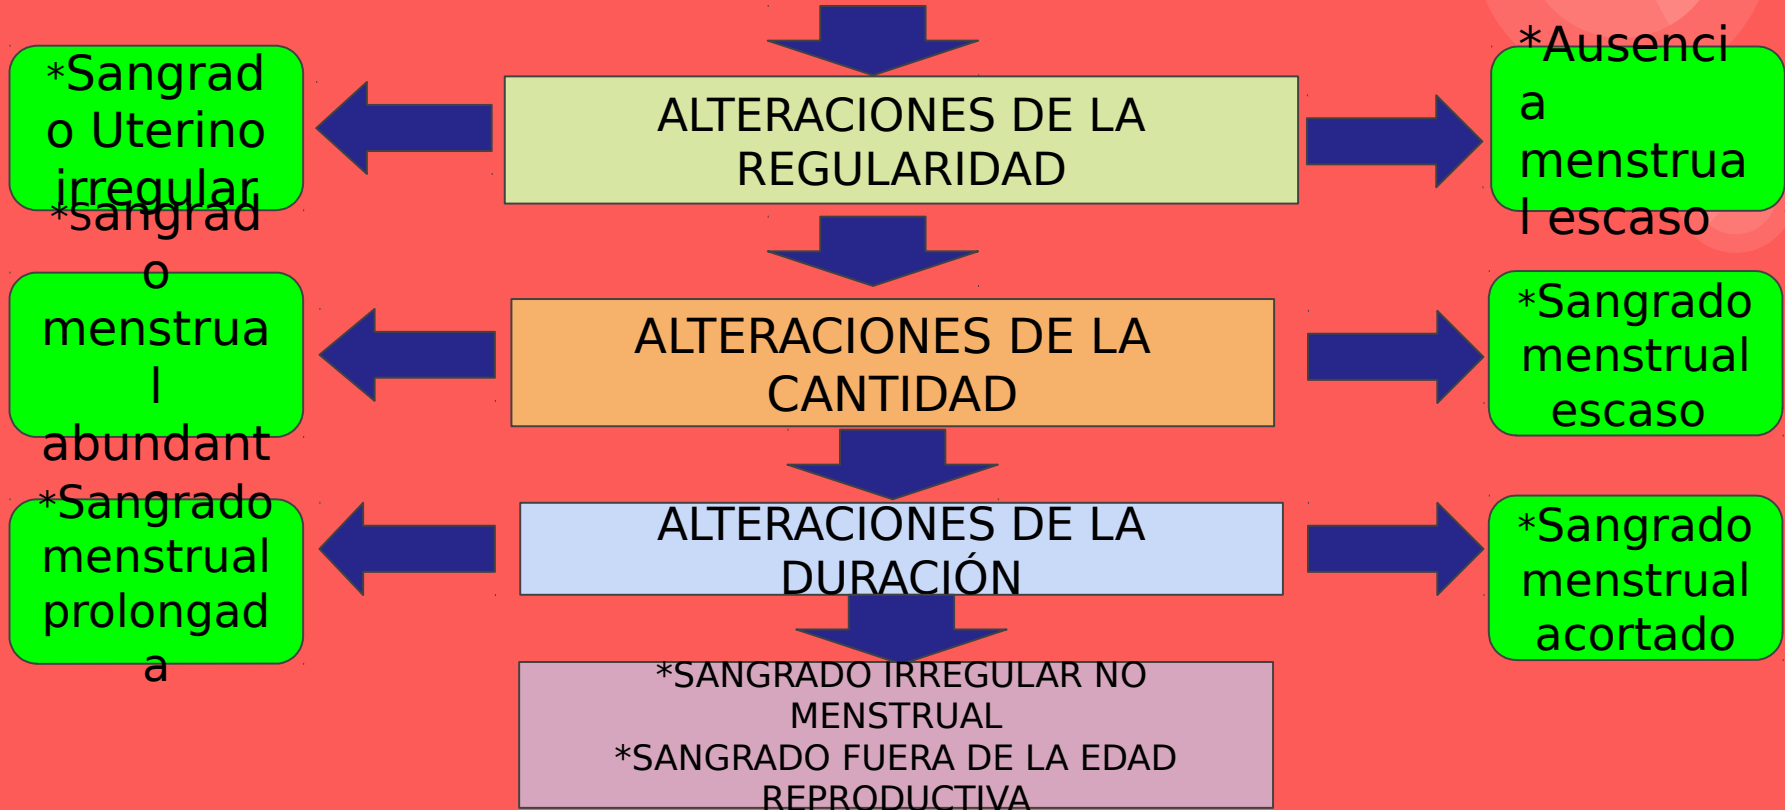 *Sangrad
o Uterino
irregular
ALTERACIONES DE LA
REGULARIDAD
*Ausenci
a
menstrua
l escaso
*sangrad
o
menstrua
l
abundant
e
ALTERACIONES DE LA
CANTIDAD
*Sangrado
menstrual
escaso
*Sangrado
menstrual
prolongad
a
ALTERACIONES DE LA
DURACIÓN
*Sangrado
menstrual
acortado
*SANGRADO IRREGULAR NO
MENSTRUAL
*SANGRADO FUERA DE LA EDAD
REPRODUCTIVA